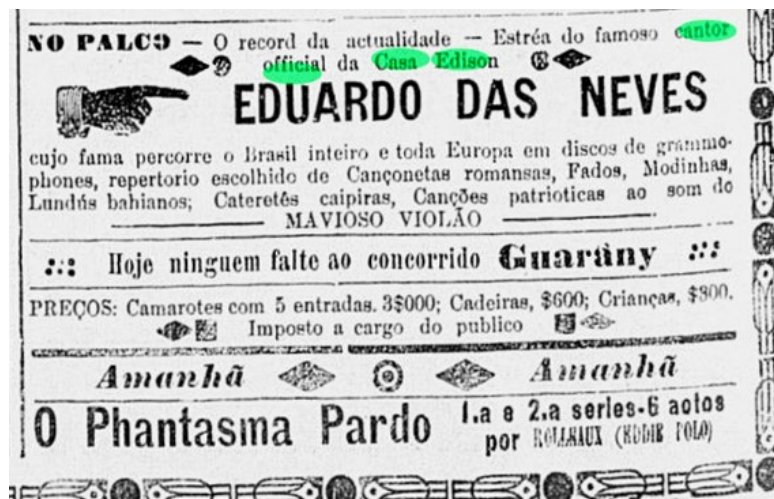 NO PALCO — O record da actualidade — Estréa do famoso cantor
official da Casa Edison
EDUARDO DAS NEVES
cujo fama percorre o Brasil inteiro e toda Europa em discos de grammo-
phones, repertorio escolhido de Cançonetas romansas, Fados, Modinhas,
Lundús bahianos; Cateretês caipiras, Canções patrioticas ao som do
MAVIOSO VIOLÃO
Hoje ninguem falte ao concorrido Guarány
PREÇOS: Camarotes com 5 entradas. 3$000; Cadeiras, $600; Crianças, $300.
Imposto a cargo do publico
Amanhã Amanhã
O Phantasma Pardo 1.a e 2.a series-6 actos
por ROLLEAUX (EDDIE POLO)